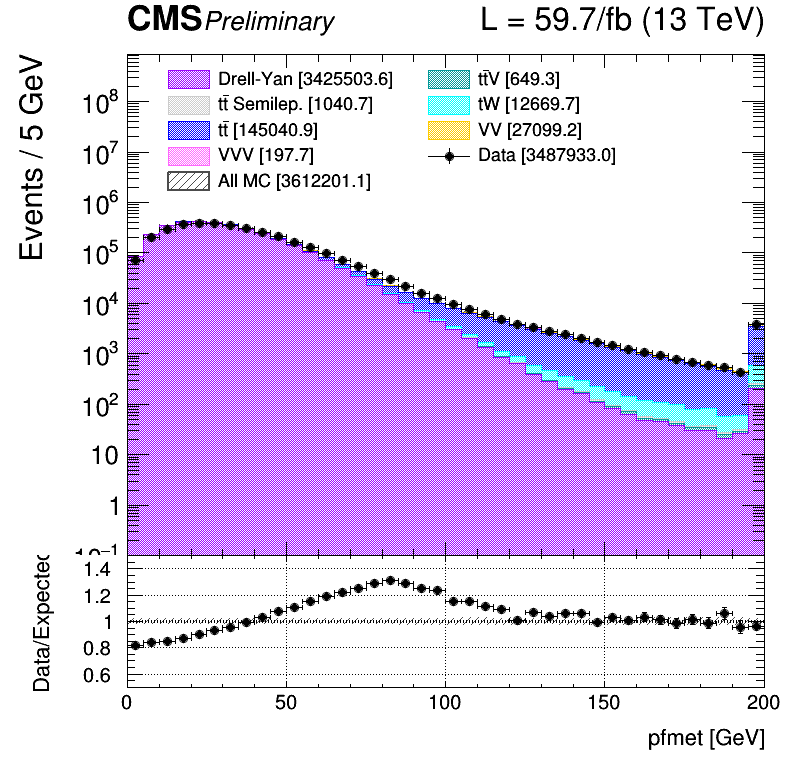 CMS Preliminary L = 59.7/fb (13 TeV)
Events / 5 GeV
Drell-Yan [3425503.6]
tt̄ Semilep. [1040.7]
tt̄ [145040.9]
VVV [197.7]
All MC [3612201.1]
tt̄V [649.3]
tW [12669.7]
VV [27099.2]
Data [3487933.0]
10⁸
10⁷
10⁶
10⁵
10⁴
10³
10²
10
1
10⁻¹
Data/Expected
1.4
1.2
1
0.8
0.6
0 50 100 150 200
pfmet [GeV]